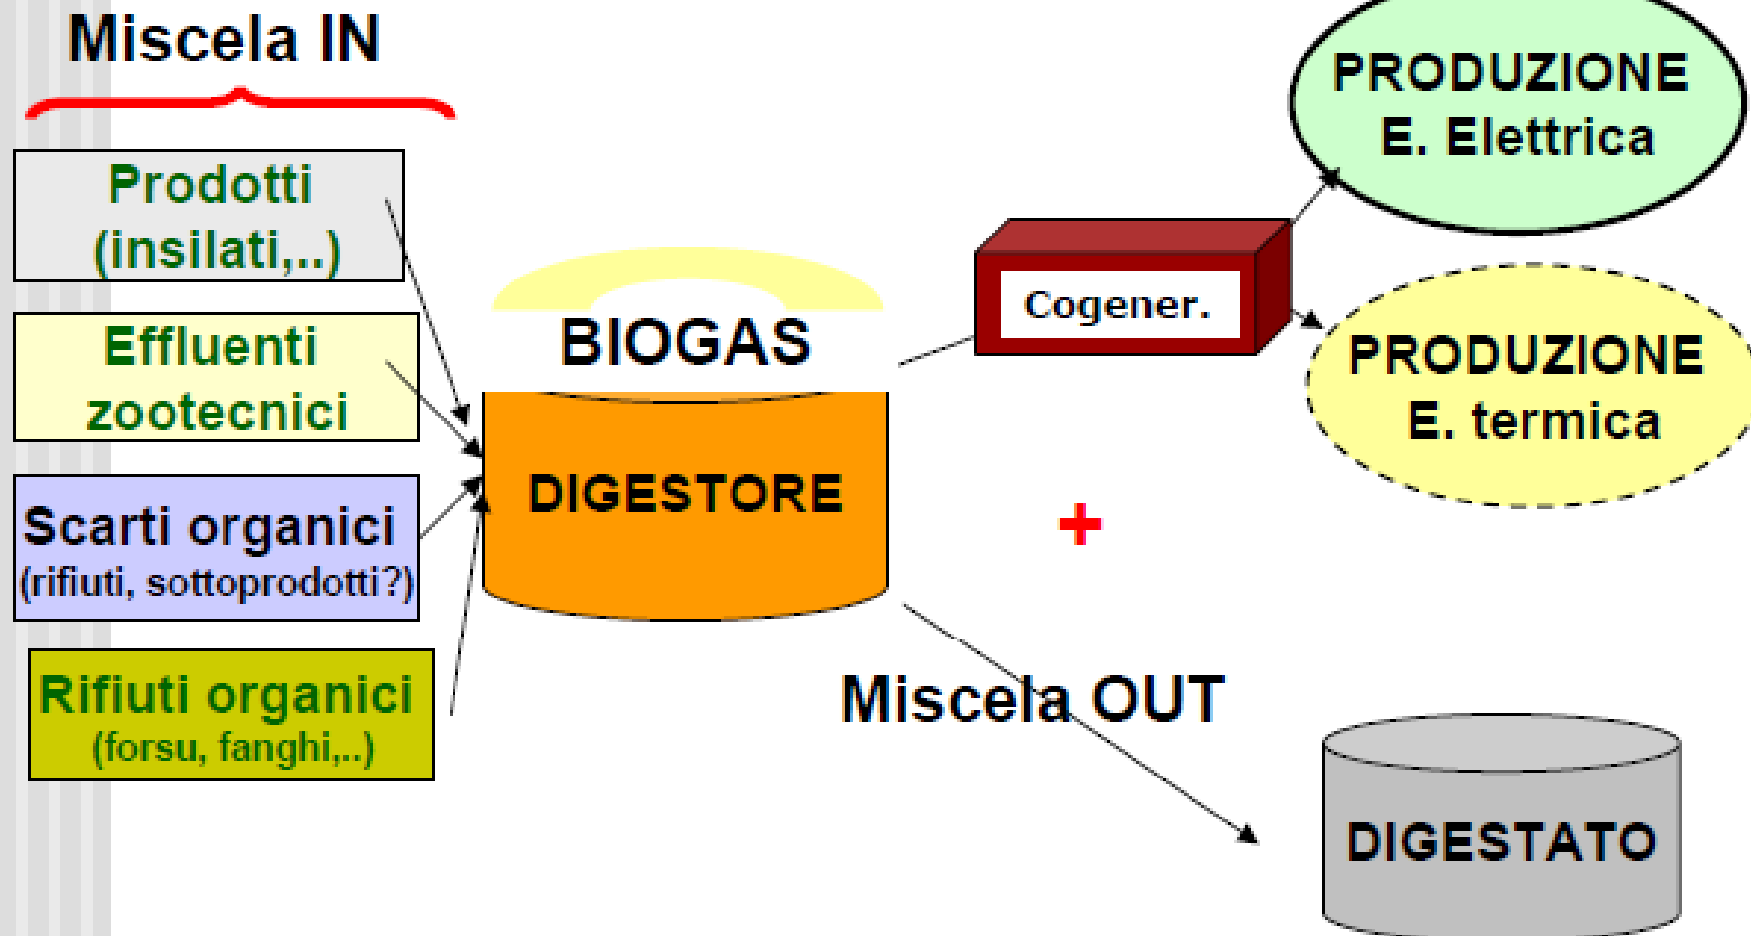 Miscela IN
Prodotti
(insilati,..)
Effluenti
zootecnici
Scarti organici
(rifiuti, sottoprodotti?)
Rifiuti organici
(forsu, fanghi,..)
BIOGAS
DIGESTORE
Cogener.
PRODUZIONE
E. Elettrica
PRODUZIONE
E. termica
+
Miscela OUT
DIGESTATO